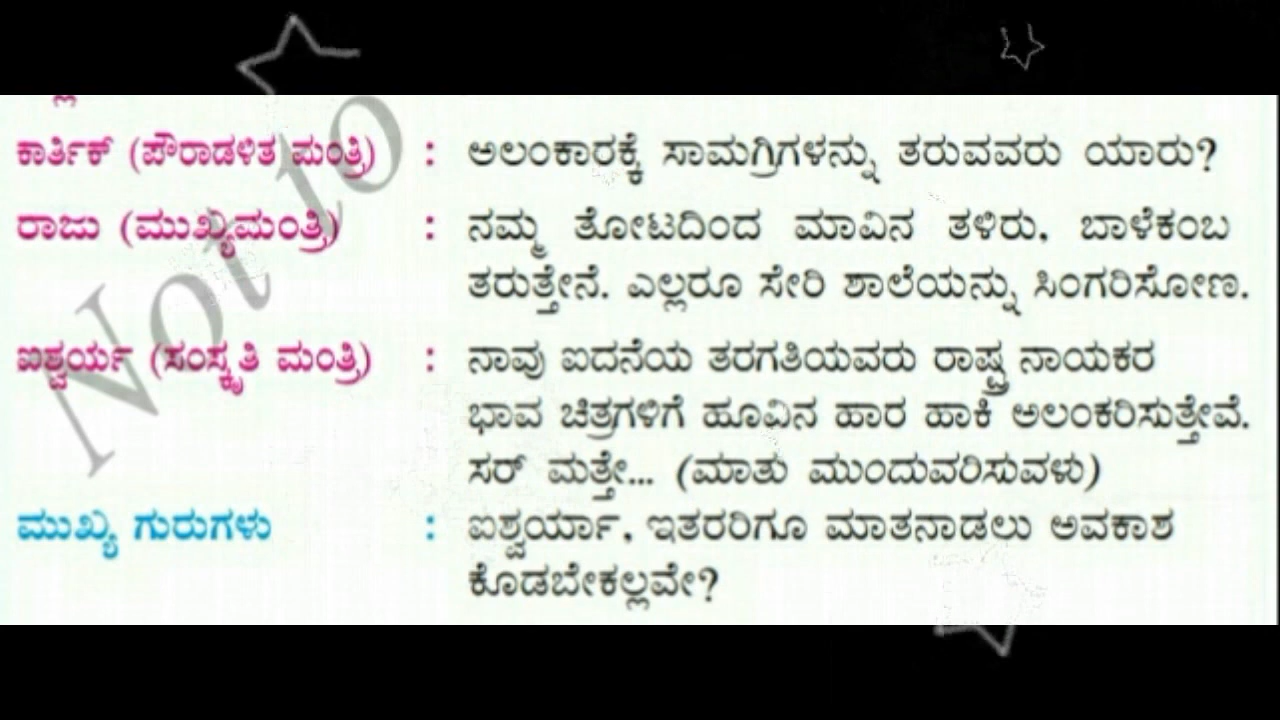 ಕಾರ್ತಿಕ್ (ಪೌರಾಡಳಿತ ಮಂತ್ರಿ) : ಅಲಂಕಾರಕ್ಕೆ ಸಾಮಗ್ರಿಗಳನ್ನು ತರುವವರು ಯಾರು?
ರಾಜು (ಮುಖ್ಯಮಂತ್ರಿ) : ನಮ್ಮ ತೋಟದಿಂದ ಮಾವಿನ ತಳಿರು, ಬಾಳೆಕಂಬ
ತರುತ್ತೇನೆ. ಎಲ್ಲರೂ ಸೇರಿ ಶಾಲೆಯನ್ನು ಸಿಂಗರಿಸೋಣ.
ಐಶ್ವರ್ಯ (ಸಂಸ್ಕೃತಿ ಮಂತ್ರಿ) : ನಾವು ಐದನೆಯ ತರಗತಿಯವರು ರಾಷ್ಟ್ರನಾಯಕರ
ಭಾವ ಚಿತ್ರಗಳಿಗೆ ಹೂವಿನ ಹಾರ ಹಾಕಿ ಅಲಂಕರಿಸುತ್ತೇವೆ.
ಸರ್ ಮತ್ತೇ... (ಮಾತು ಮುಂದುವರಿಸುವಳು)
ಮುಖ್ಯ ಗುರುಗಳು : ಐಶ್ವರ್ಯಾ, ಇತರರಿಗೂ ಮಾತನಾಡಲು ಅವಕಾಶ
ಕೊಡಬೇಕಲ್ಲವೇ?
Not to